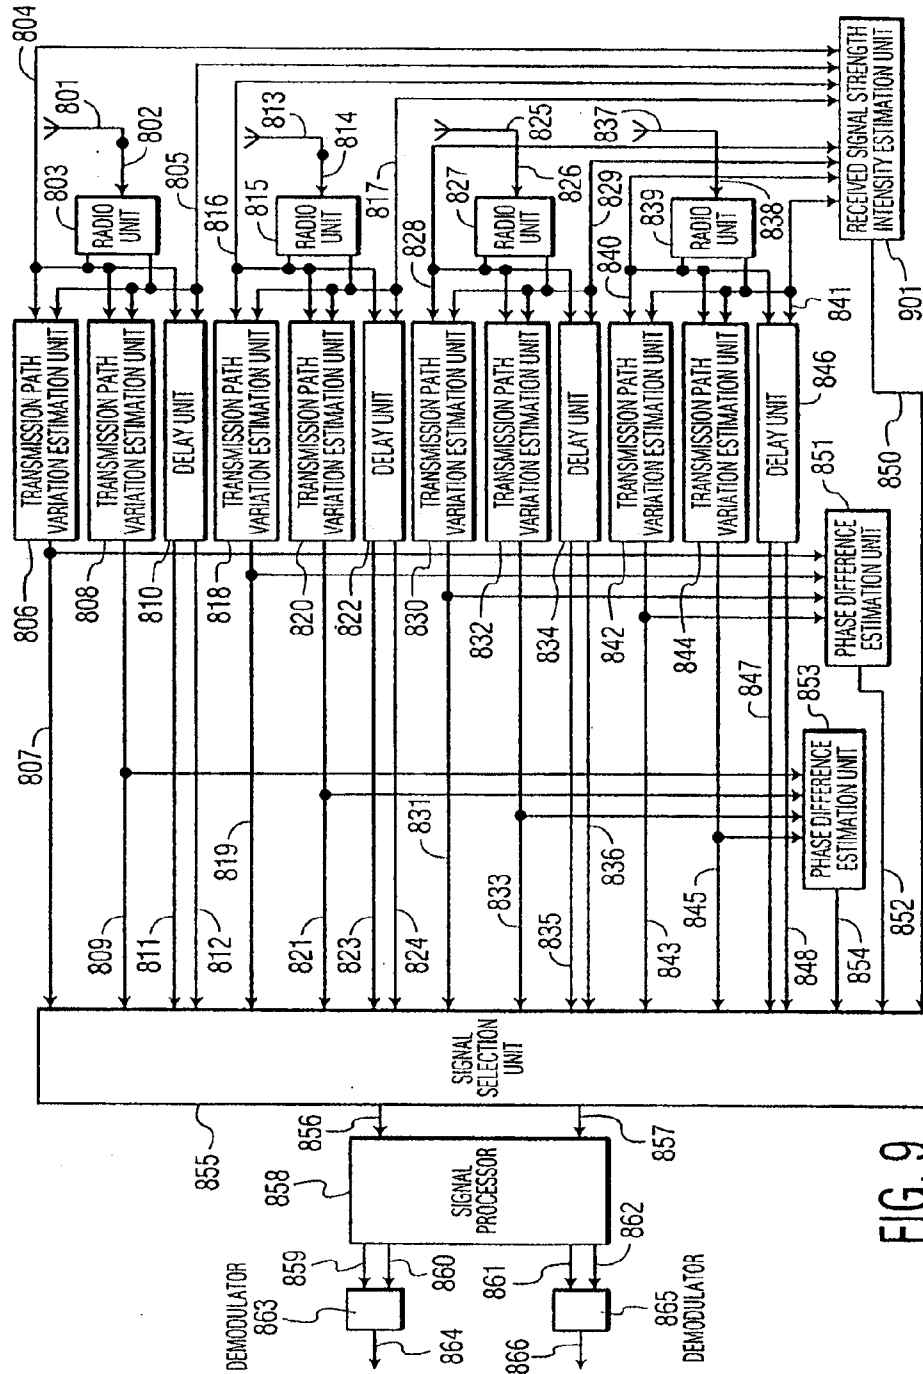 804
801
802
803
RADIO
UNIT
805
813
814
815
RADIO
UNIT
816
817
825
826
827
RADIO
UNIT
828
829
837
838
839
RADIO
UNIT
840
841
RECEIVED SIGNAL STRENGTH
INTENSITY ESTIMATION UNIT
901
TRANSMISSION PATH
VARIATION ESTIMATION UNIT
TRANSMISSION PATH
VARIATION ESTIMATION UNIT
DELAY UNIT
TRANSMISSION PATH
VARIATION ESTIMATION UNIT
TRANSMISSION PATH
VARIATION ESTIMATION UNIT
DELAY UNIT
TRANSMISSION PATH
VARIATION ESTIMATION UNIT
TRANSMISSION PATH
VARIATION ESTIMATION UNIT
DELAY UNIT
TRANSMISSION PATH
VARIATION ESTIMATION UNIT
TRANSMISSION PATH
VARIATION ESTIMATION UNIT
DELAY UNIT
846
806
808
810
818
820
822
830
832
834
842
844
847
851
850
PHASE DIFFERENCE
ESTIMATION UNIT
853
PHASE DIFFERENCE
ESTIMATION UNIT
807
809
811
812
819
821
823
824
831
833
835
836
843
845
848
854
852
SIGNAL
SELECTION
UNIT
855
856
857
858
SIGNAL
PROCESSOR
859
860
861
862
DEMODULATOR
863
864
865
DEMODULATOR
866
FIG. 9